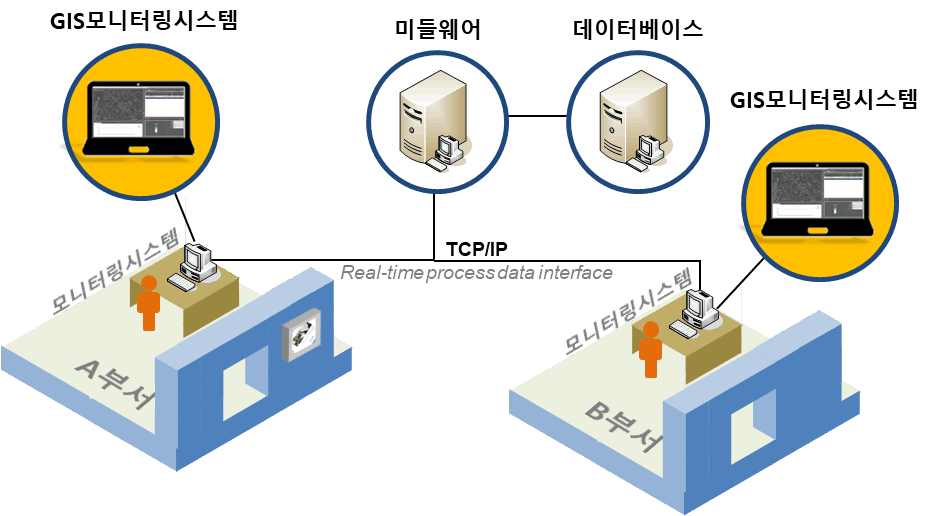 GIS모니터링시스템
미들웨어
데이터베이스
GIS모니터링시스템
TCP/IP
Real-time process data interface
모니터링시스템
A부서
모니터링시스템
B부서